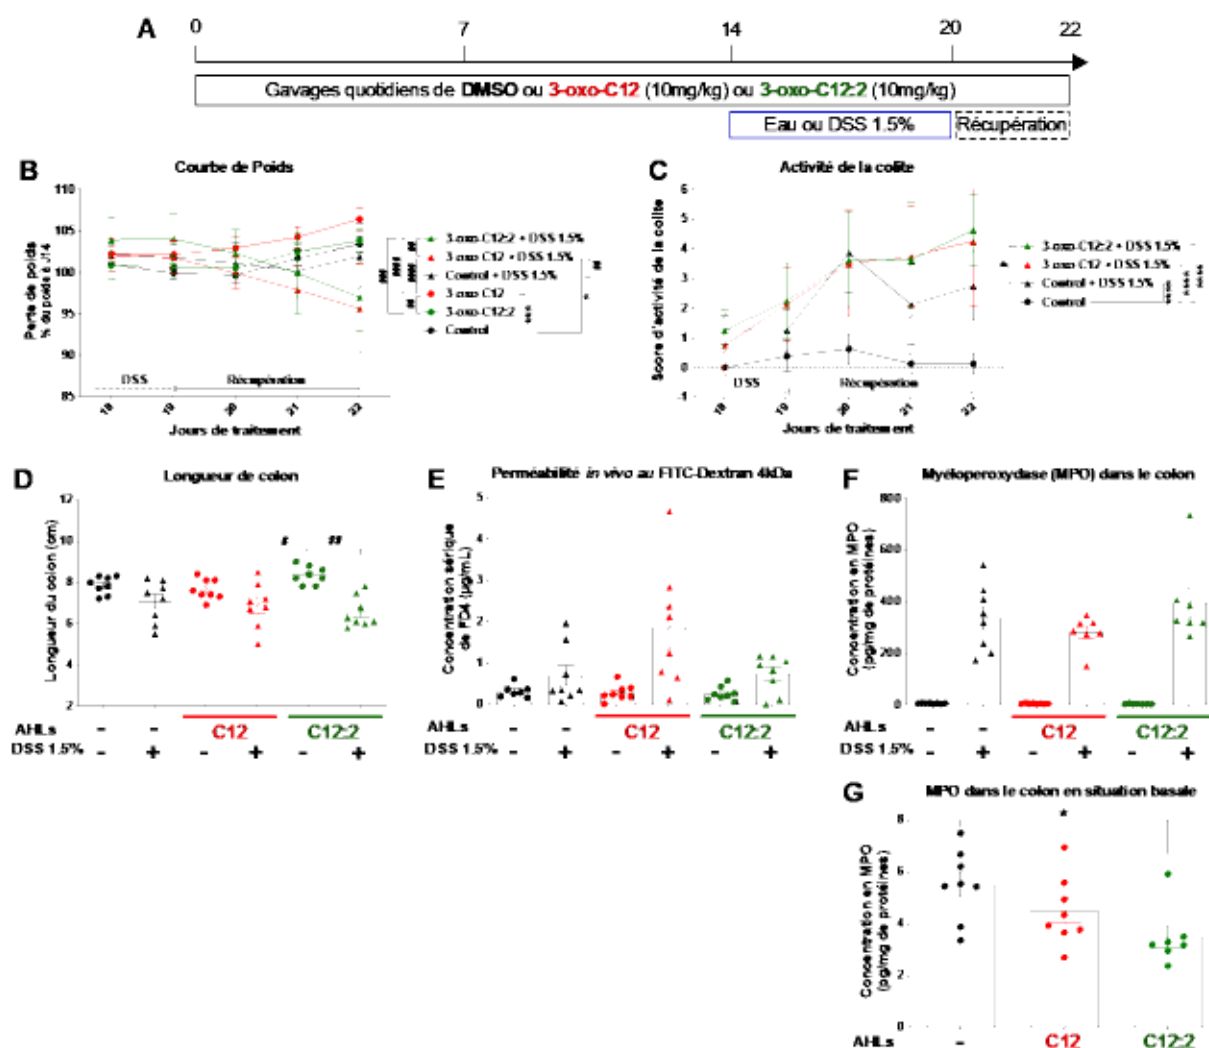 A
0 7 14 20 22
Gavages quotidiens de DMSO ou 3-oxo-C12 (10mg/kg) ou 3-oxo-C12:2 (10mg/kg)
Eau ou DSS 1.5%
Récupération
B
Courbe de Poids
Perte de poids
% du poids à J14
110
105
100
95
90
85
DSS
Récupération
18 19 20 21 22
Jours de traitement
3-oxo-C12:2 + DSS 1.5%
3-oxo C12 + DSS 1.5%
Control + DSS 1.5%
3-oxo C12
3-oxo-C12:2
Control
C
Activité de la colite
Score d'activité de la colite
6
5
4
3
2
1
0
-1
DSS
Récupération
18 19 20 21 22
Jours de traitement
3-oxo-C12:2 + DSS 1.5%
3-oxo C12 + DSS 1.5%
Control + DSS 1.5%
Control
D
Longueur de colon
Longueur du colon (cm)
12
10
8
6
4
2
AHLs - - C12 C12:2
DSS 1.5% - + - + - +
E
Perméabilité in vivo au FITC-Dextran 4kDa
Concentration sérique
de FD4 (µg/mL)
5
4
3
2
1
0
AHLs - - C12 C12:2
DSS 1.5% - + - + - +
F
Myéloperoxydase (MPO) dans le colon
Concentration en MPO
(pg/mg de protéines)
800
600
400
200
0
AHLs - - C12 C12:2
DSS 1.5% - + - + - +
G
MPO dans le colon en situation basale
Concentration en MPO
(pg/mg de protéines)
8
6
4
2
0
*
AHLs - C12 C12:2